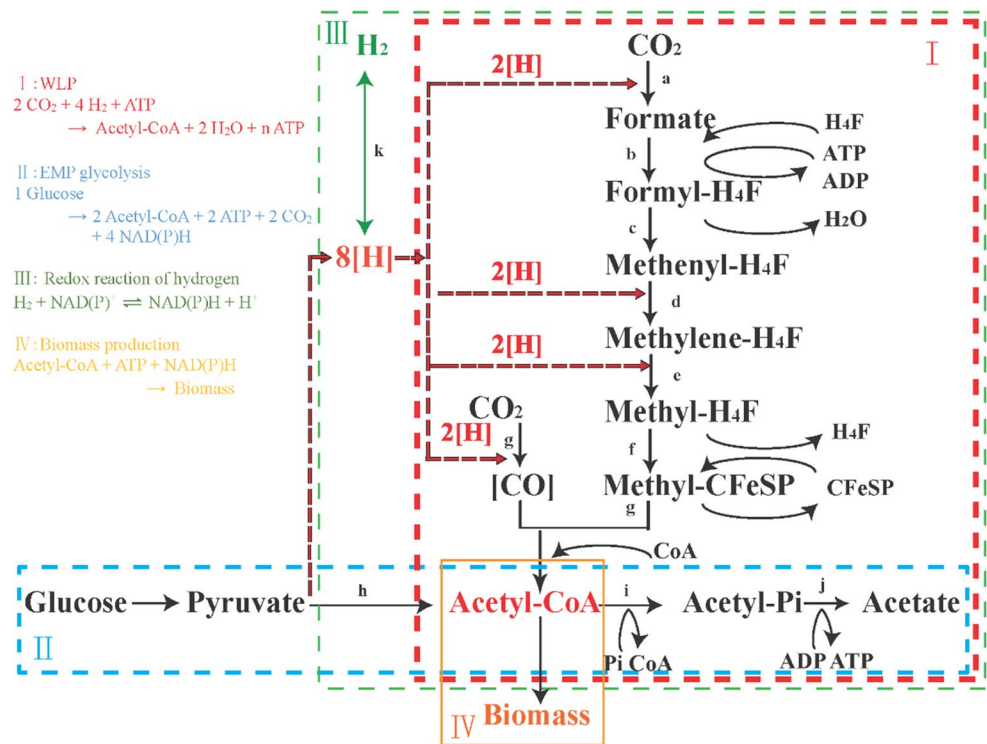 Ⅰ: WLP
2 CO₂ + 4 H₂ + ATP
→ Acetyl-CoA + 2 H₂O + n ATP
Ⅱ: EMP glycolysis
1 Glucose
→ 2 Acetyl-CoA + 2 ATP + 2 CO₂
+ 4 NAD(P)H
Ⅲ: Redox reaction of hydrogen
H₂ + NAD(P)⁺ ⇌ NAD(P)H + H⁺
Ⅳ: Biomass production
Acetyl-CoA + ATP + NAD(P)H
→ Biomass
Ⅲ
H₂
k
8[H]
Ⅰ
CO₂
2[H]
a
Formate
H₄F
b
ATP
ADP
Formyl-H₄F
c
H₂O
Methenyl-H₄F
2[H]
d
Methylene-H₄F
2[H]
e
Methyl-H₄F
CO₂
2[H]
g
f
H₄F
[CO]
Methyl-CFeSP
CFeSP
g
CoA
Glucose
Pyruvate
h
Acetyl-CoA
i
Acetyl-Pi
j
Acetate
Ⅱ
Pi CoA
ADP ATP
Ⅳ
Biomass